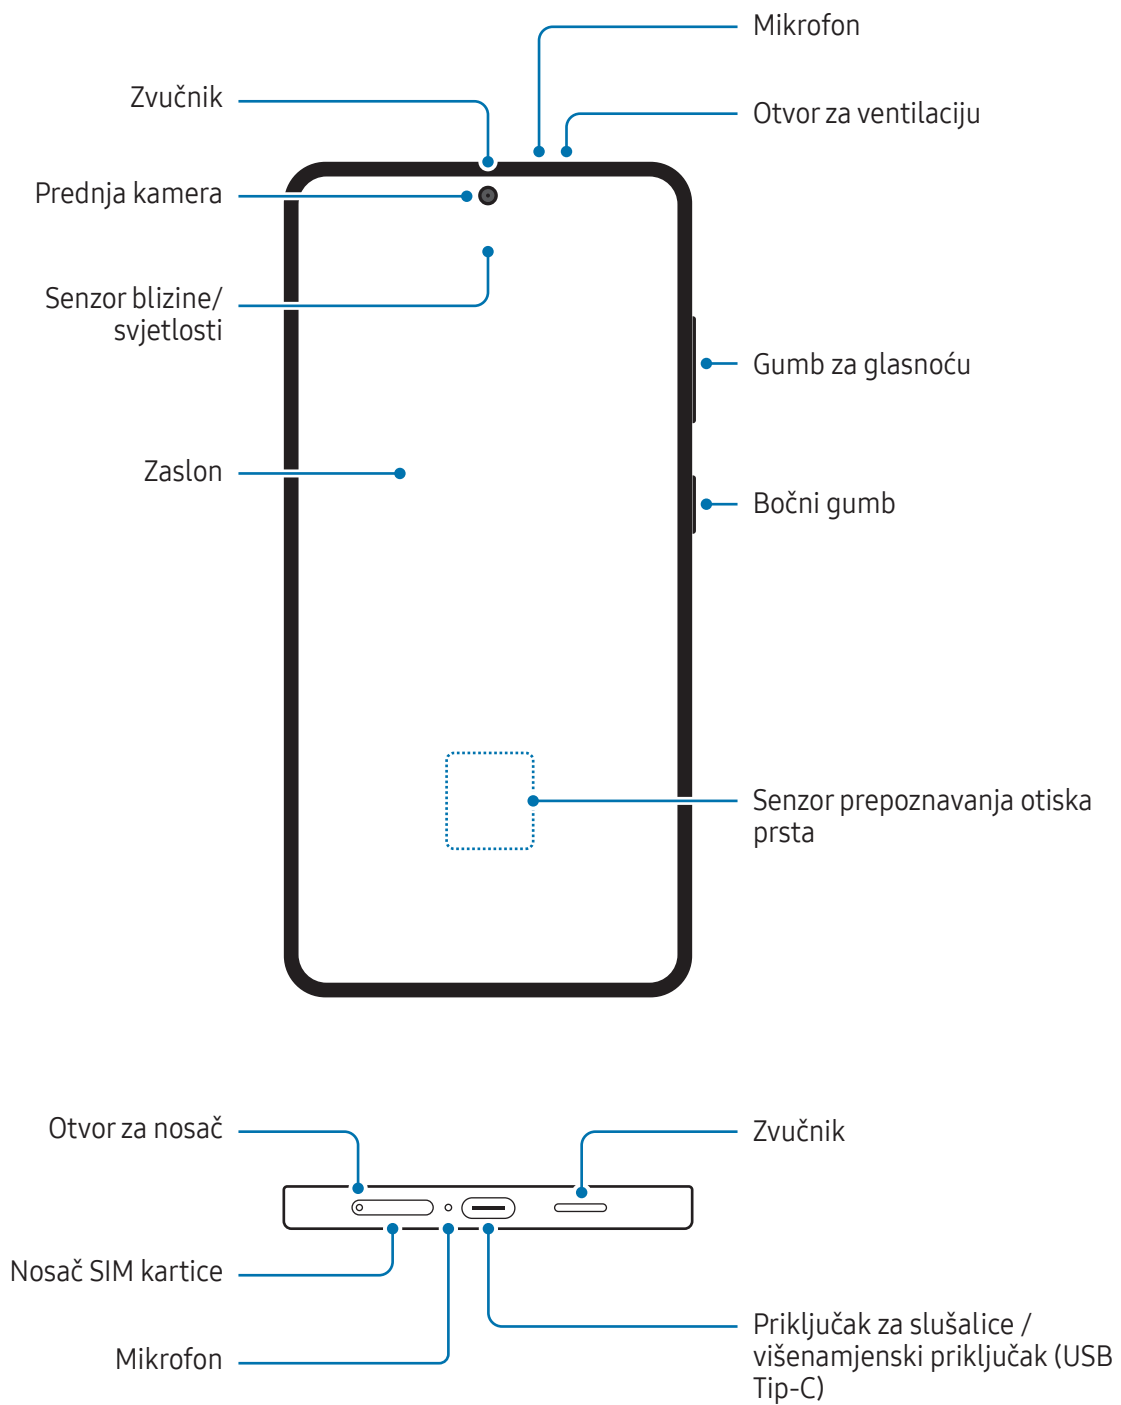 Mikrofon
Zvučnik
Otvor za ventilaciju
Prednja kamera
Senzor blizine/
svjetlosti
Gumb za glasnoću
Zaslon
Bočni gumb
Senzor prepoznavanja otiska
prsta
Otvor za nosač
Zvučnik
Nosač SIM kartice
Mikrofon
Priključak za slušalice /
višenamjenski priključak (USB
Tip-C)